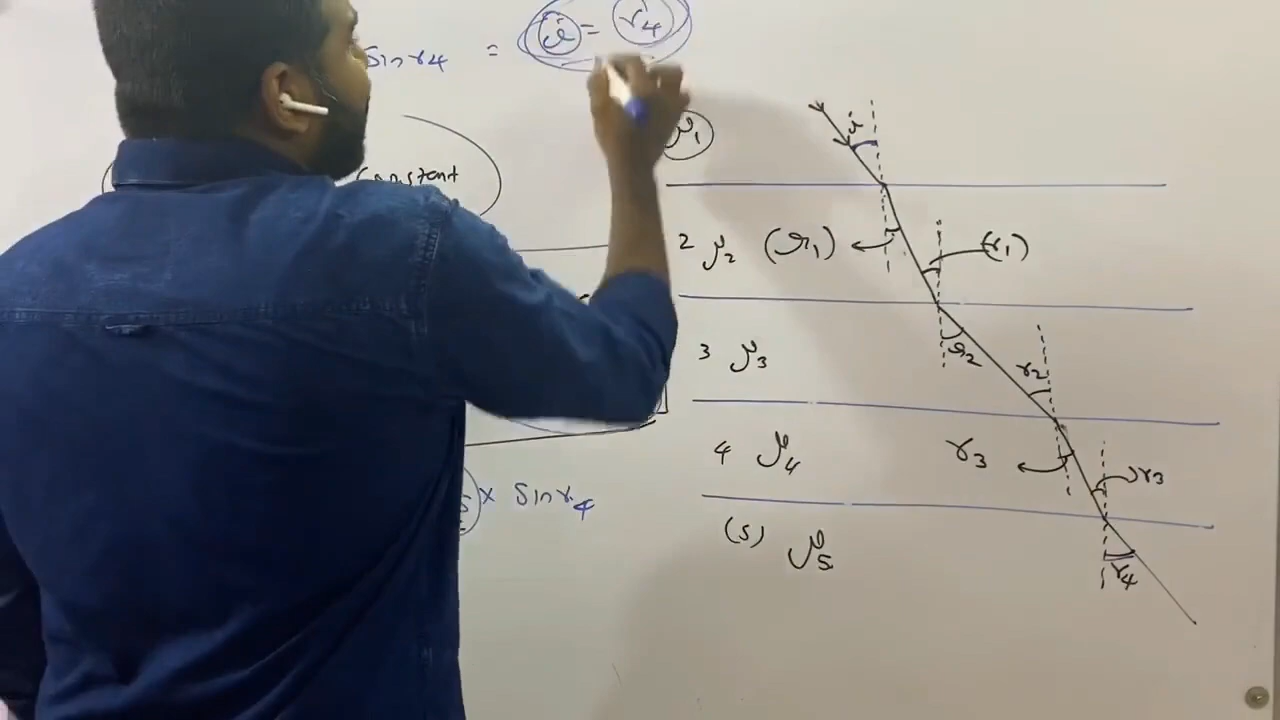 sin r4 = i = r4
Constant
× sin r4
μ1
i
2 μ2 (r1) (r1)
3 μ3 r2 r2
4 μ4 r3 r3
(5) μ5 r4